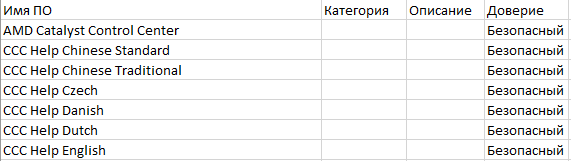 Имя ПО Категория Описание Доверие
AMD Catalyst Control Center Безопасный
CCC Help Chinese Standard Безопасный
CCC Help Chinese Traditional Безопасный
CCC Help Czech Безопасный
CCC Help Danish Безопасный
CCC Help Dutch Безопасный
CCC Help English Безопасный